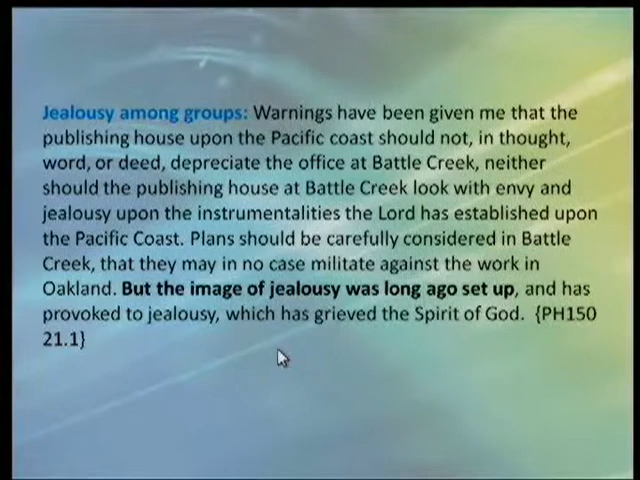 Jealousy among groups: Warnings have been given me that the
publishing house upon the Pacific coast should not, in thought,
word, or deed, depreciate the office at Battle Creek, neither
should the publishing house at Battle Creek look with envy and
jealousy upon the instrumentalities the Lord has established upon
the Pacific Coast. Plans should be carefully considered in Battle
Creek, that they may in no case militate against the work in
Oakland. But the image of jealousy was long ago set up, and has
provoked to jealousy, which has grieved the Spirit of God. {PH150
21.1}